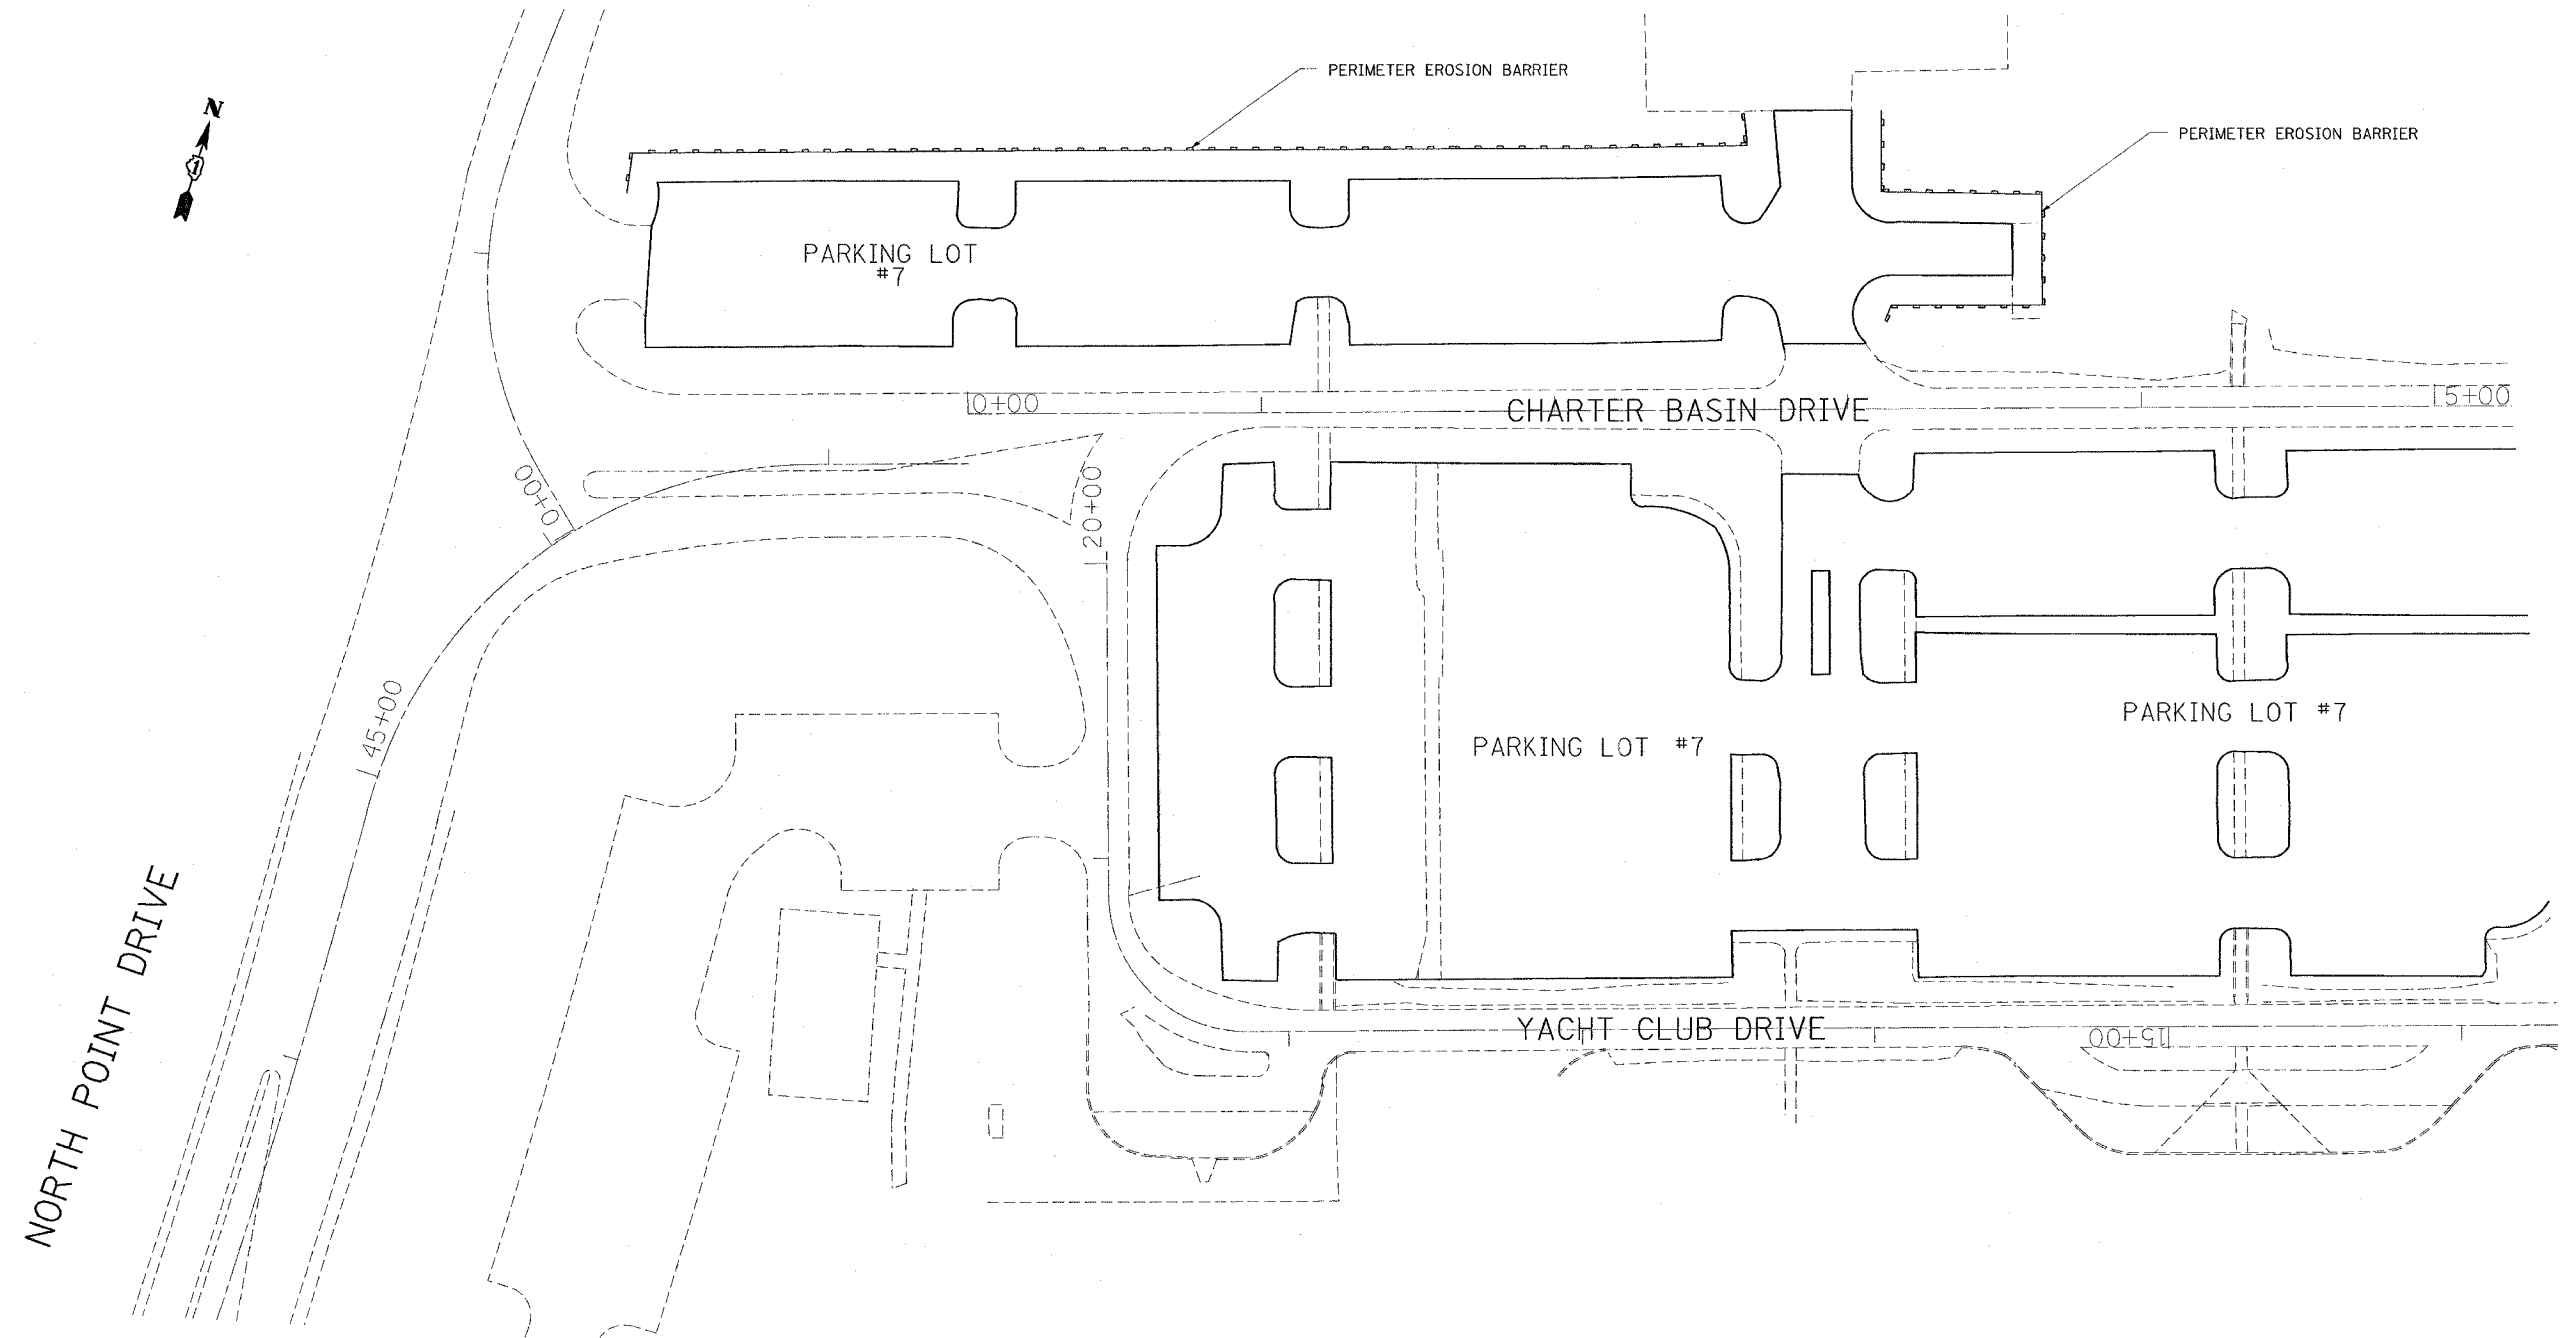 PERIMETER EROSION BARRIER
N
PERIMETER EROSION BARRIER
1
PARKING LOT
#7
10+00
CHARTER BASIN DRIVE
15+00
0+00
20+00
45+00
PARKING LOT #7
PARKING LOT #7
NORTH POINT DRIVE
YACHT CLUB DRIVE
15+00